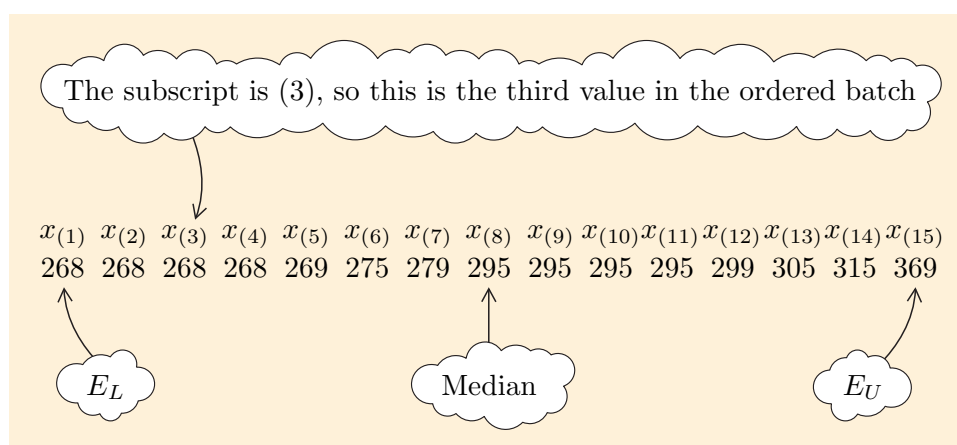 The subscript is (3), so this is the third value in the ordered batch
x(1) x(2) x(3) x(4) x(5) x(6) x(7) x(8) x(9) x(10) x(11) x(12) x(13) x(14) x(15)
268 268 268 268 269 275 279 295 295 295 295 299 305 315 369
E_L Median E_U